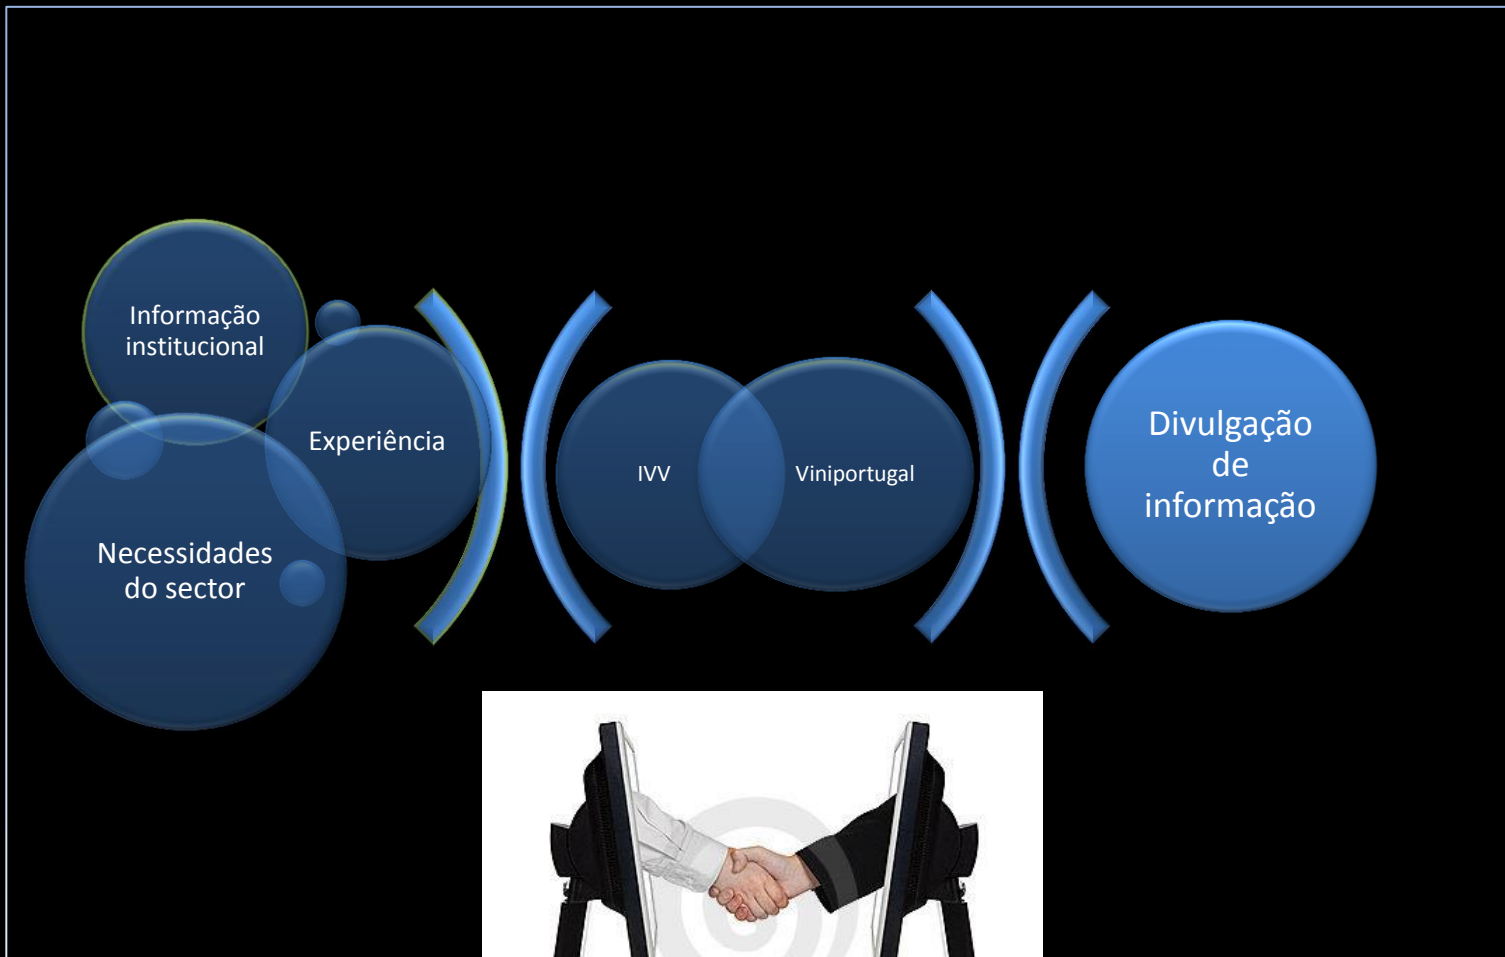 Informação
institucional
Experiência
Necessidades
do sector
IVV
Viniportugal
Divulgação
de
informação